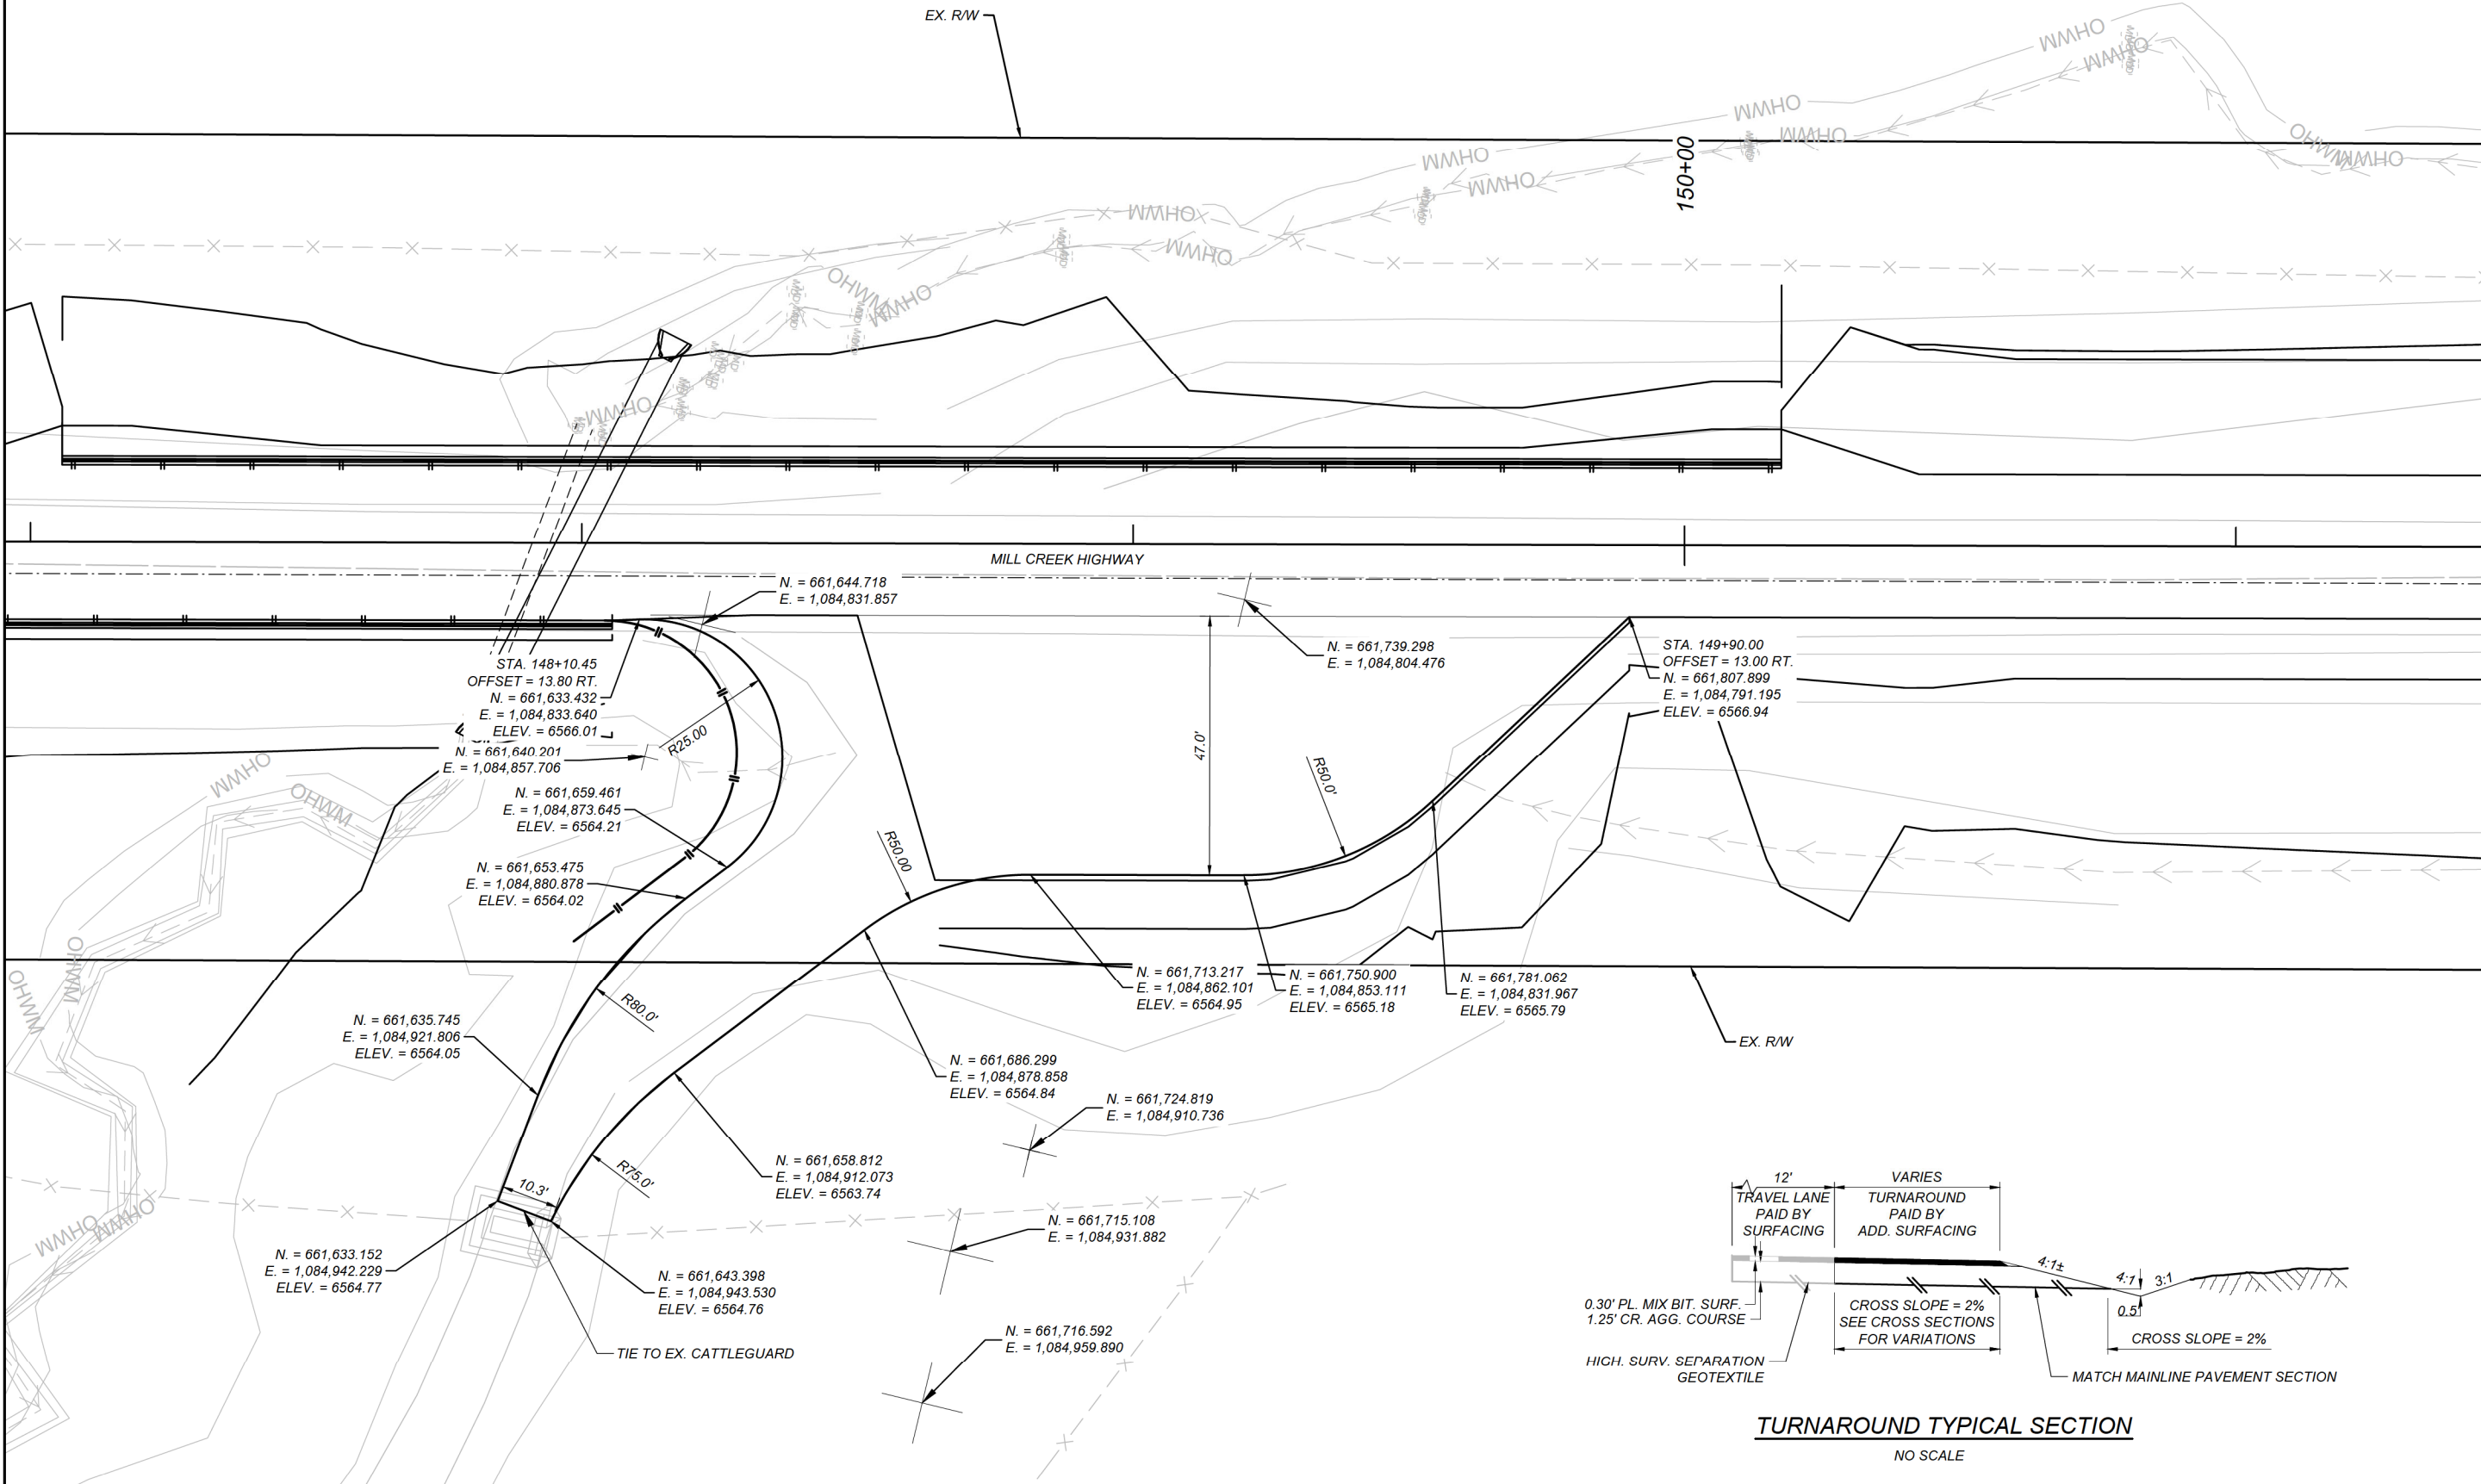 EX. R/W
OHWM
OHWM
OHWM
OHWM
OHWM
OHWM
150+00
OHWM
OHWM
OHWM
OHWM
OHWM
OHWM
OHWM
MILL CREEK HIGHWAY
N. = 661,644.718
E. = 1,084,831.857
N. = 661,739.298
E. = 1,084,804.476
STA. 149+90.00
OFFSET = 13.00 RT.
N. = 661,807.899
E. = 1,084,791.195
ELEV. = 6566.94
STA. 148+10.45
OFFSET = 13.80 RT.
N. = 661,633.432
E. = 1,084,833.640
ELEV. = 6566.01
N. = 661,640.201
E. = 1,084,857.706
R25.00
47.0'
R50.0'
R50.00
OHWM
OHWM
N. = 661,659.461
E. = 1,084,873.645
ELEV. = 6564.21
N. = 661,653.475
E. = 1,084,880.878
ELEV. = 6564.02
OHWM
OHWM
N. = 661,713.217
E. = 1,084,862.101
ELEV. = 6564.95
N. = 661,750.900
E. = 1,084,853.111
ELEV. = 6565.18
N. = 661,781.062
E. = 1,084,831.967
ELEV. = 6565.79
R80.0'
N. = 661,635.745
E. = 1,084,921.806
ELEV. = 6564.05
EX. R/W
N. = 661,686.299
E. = 1,084,878.858
ELEV. = 6564.84
N. = 661,724.819
E. = 1,084,910.736
N. = 661,658.812
E. = 1,084,912.073
ELEV. = 6563.74
R75.0'
10.3'
OHWM
OHWM
N. = 661,715.108
E. = 1,084,931.882
N. = 661,633.152
E. = 1,084,942.229
ELEV. = 6564.77
N. = 661,643.398
E. = 1,084,943.530
ELEV. = 6564.76
N. = 661,716.592
E. = 1,084,959.890
TIE TO EX. CATTLEGUARD
12'
TRAVEL LANE
PAID BY
SURFACING
VARIES
TURNAROUND
PAID BY
ADD. SURFACING
4:1±
4:1
3:1
0.5'
0.30' PL. MIX BIT. SURF.
1.25' CR. AGG. COURSE
CROSS SLOPE = 2%
SEE CROSS SECTIONS
FOR VARIATIONS
CROSS SLOPE = 2%
HIGH. SURV. SEPARATION
GEOTEXTILE
MATCH MAINLINE PAVEMENT SECTION
TURNAROUND TYPICAL SECTION
NO SCALE